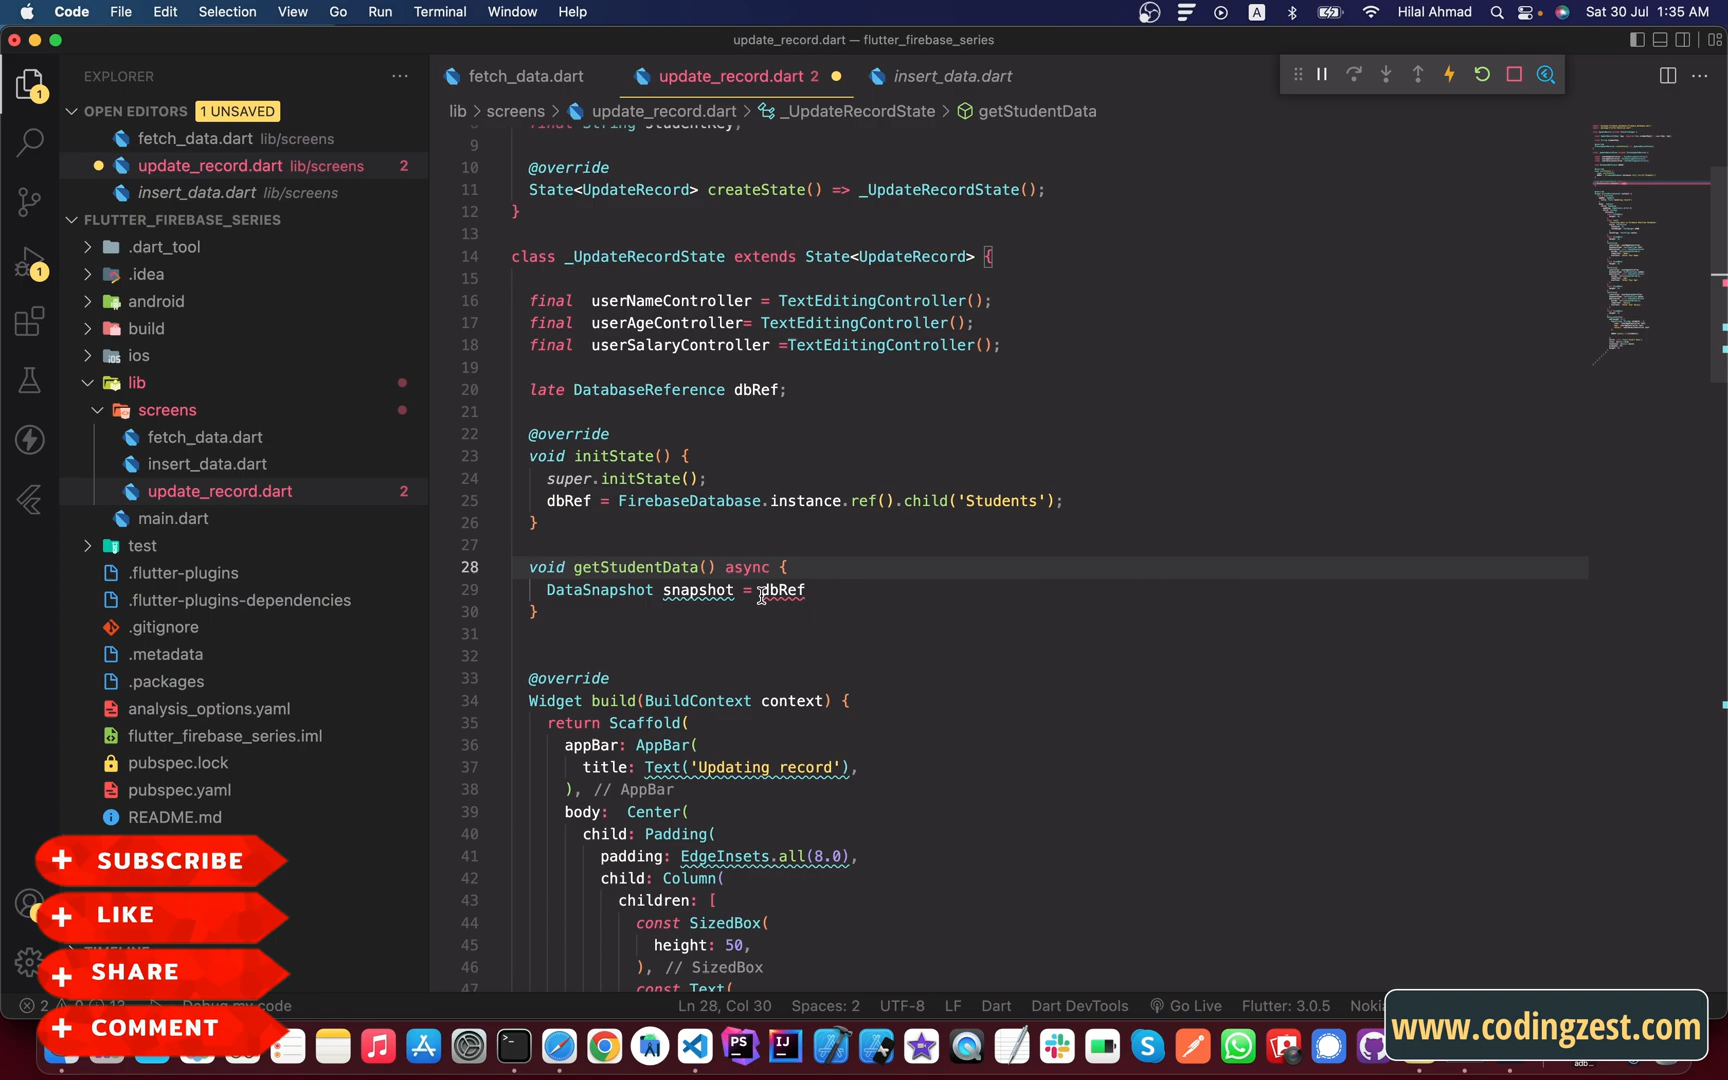 Code File Edit Selection View Go Run Terminal Window Help A Hilal Ahmad Sat 30 Jul 1:35 AM
update_record.dart — flutter_firebase_series
EXPLORER
fetch_data.dart update_record.dart 2 insert_data.dart
OPEN EDITORS 1 UNSAVED
lib > screens > update_record.dart > _UpdateRecordState > getStudentData
fetch_data.dart lib/screens
update_record.dart lib/screens 2
insert_data.dart lib/screens
FLUTTER_FIREBASE_SERIES
.dart_tool
.idea
android
build
ios
lib
screens
fetch_data.dart
insert_data.dart
update_record.dart 2
main.dart
test
.flutter-plugins
.flutter-plugins-dependencies
.gitignore
.metadata
.packages
analysis_options.yaml
flutter_firebase_series.iml
pubspec.lock
pubspec.yaml
README.md
TIMELINE
final String studentKey;
9
10 @override
11 State<UpdateRecord> createState() => _UpdateRecordState();
12 }
13
14 class _UpdateRecordState extends State<UpdateRecord> {
15
16 final userNameController = TextEditingController();
17 final userAgeController= TextEditingController();
18 final userSalaryController =TextEditingController();
19
20 late DatabaseReference dbRef;
21
22 @override
23 void initState() {
24 super.initState();
25 dbRef = FirebaseDatabase.instance.ref().child('Students');
26 }
27
28 void getStudentData() async {
29 DataSnapshot snapshot = dbRef
30 }
31
32
33 @override
34 Widget build(BuildContext context) {
35 return Scaffold(
36 appBar: AppBar(
37 title: Text('Updating record'),
38 ), // AppBar
39 body: Center(
40 child: Padding(
41 padding: EdgeInsets.all(8.0),
42 child: Column(
43 children: [
44 const SizedBox(
45 height: 50,
46 ), // SizedBox
47 const Text(
+ SUBSCRIBE
+ LIKE
+ SHARE
+ COMMENT
Debug my code Ln 28, Col 30 Spaces: 2 UTF-8 LF Dart Dart DevTools Go Live Flutter: 3.0.5
www.codingzest.com